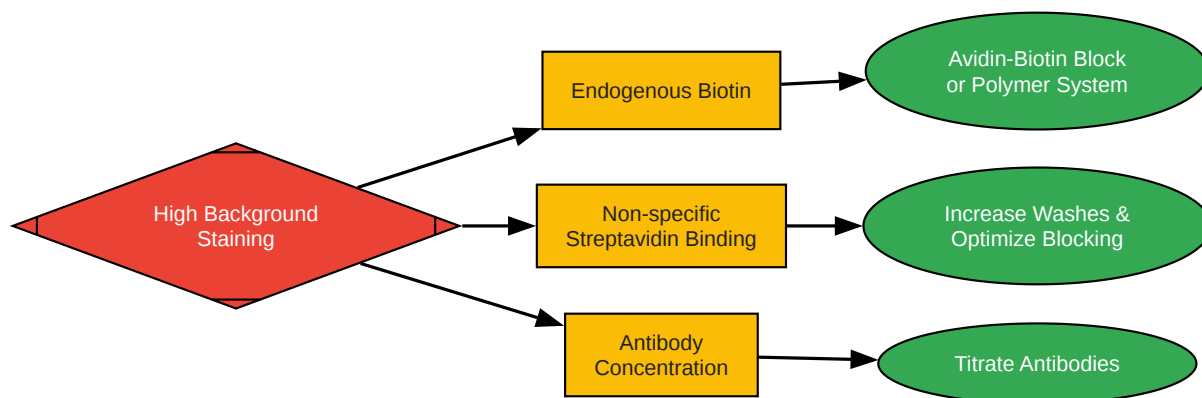 High Background
Staining
Endogenous Biotin
Avidin-Biotin Block
or Polymer System
Non-specific
Streptavidin Binding
Increase Washes &
Optimize Blocking
Antibody
Concentration
Titrate Antibodies